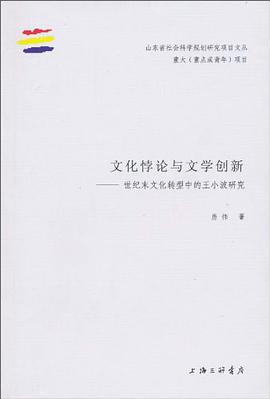 山东省社会科学规划研究项目文丛
重大（重点或青年）项目
文化悖论与文学创新
—— 世纪末文化转型中的王小波研究
房伟 著
上海三联书店